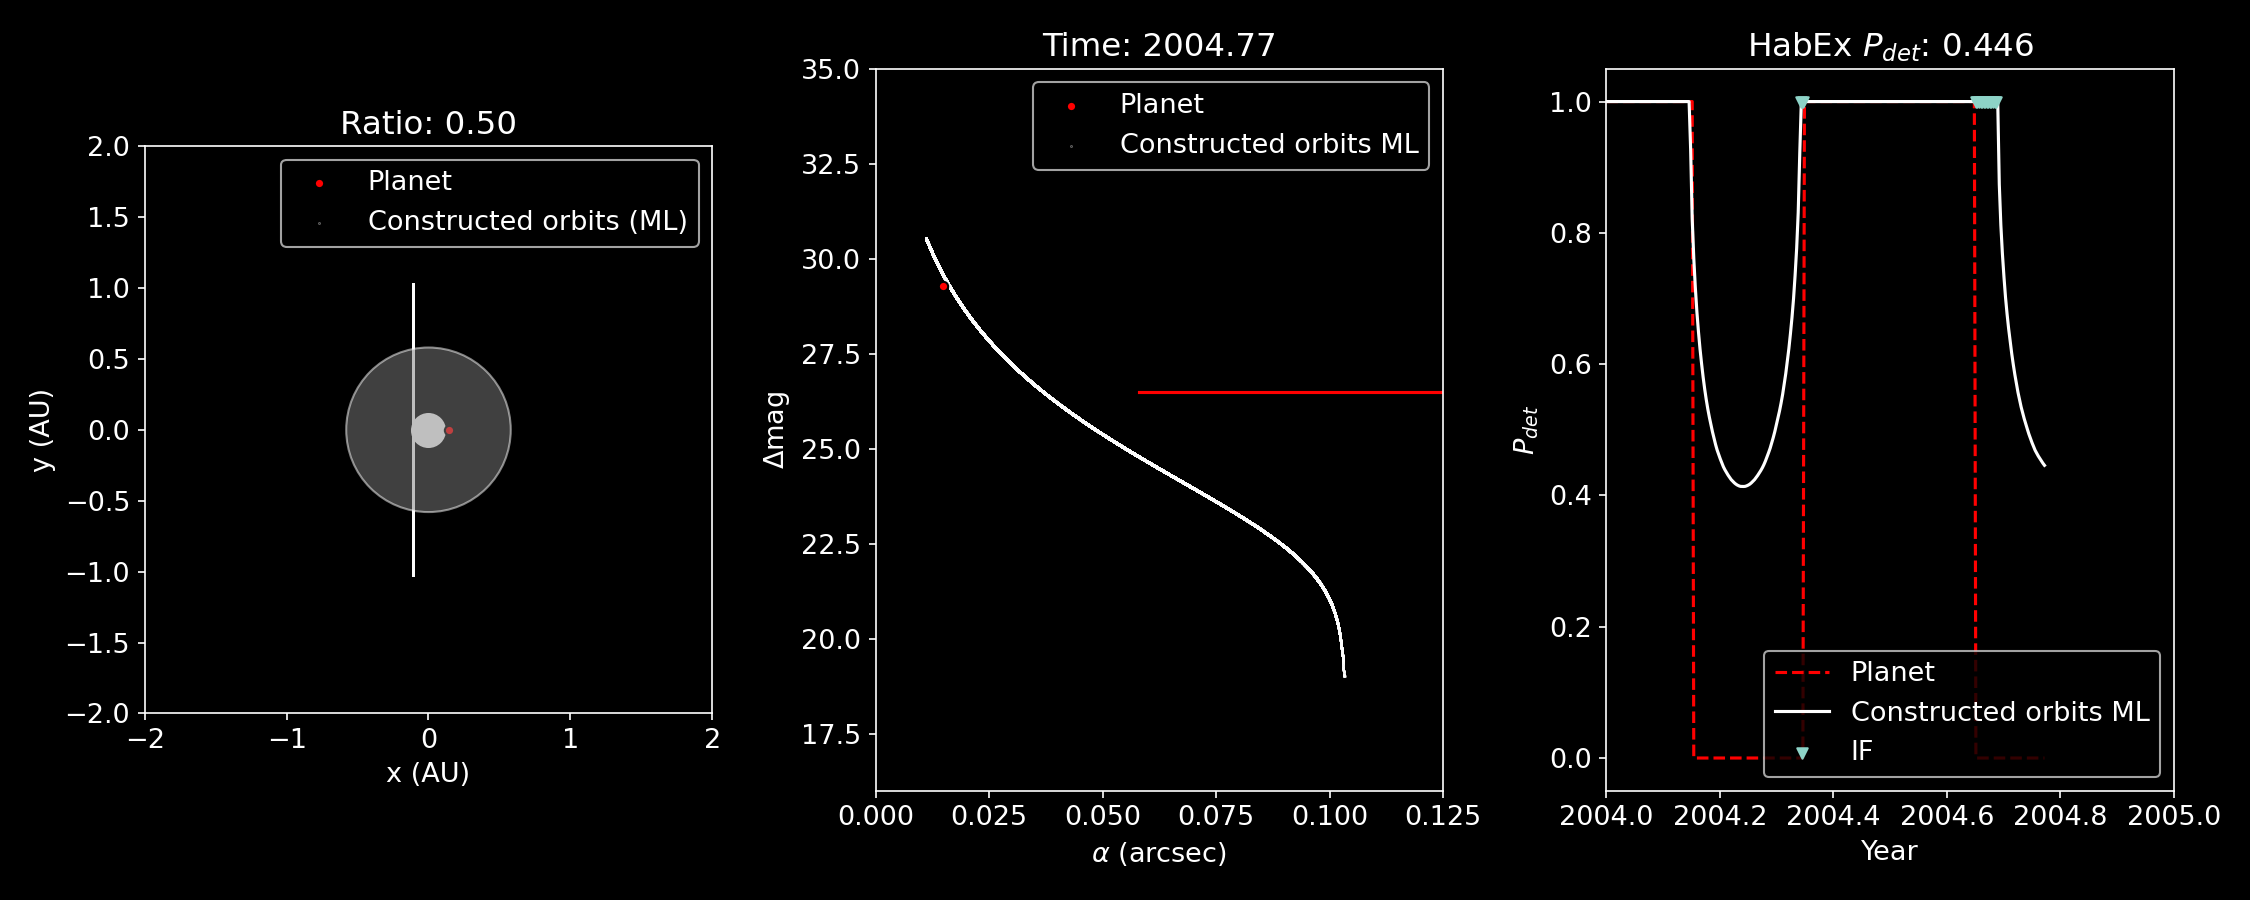 Ratio: 0.50
Planet
Constructed orbits (ML)
2.0
1.5
1.0
0.5
0.0
−0.5
−1.0
−1.5
−2.0
y (AU)
−2 −1 0 1 2
x (AU)
Time: 2004.77
Planet
Constructed orbits ML
35.0
32.5
30.0
27.5
25.0
22.5
20.0
17.5
Δmag
0.000 0.025 0.050 0.075 0.100 0.125
α (arcsec)
HabEx P_det: 0.446
1.0
0.8
0.6
0.4
0.2
0.0
P_det
Planet
Constructed orbits ML
IF
2004.0 2004.2 2004.4 2004.6 2004.8 2005.0
Year